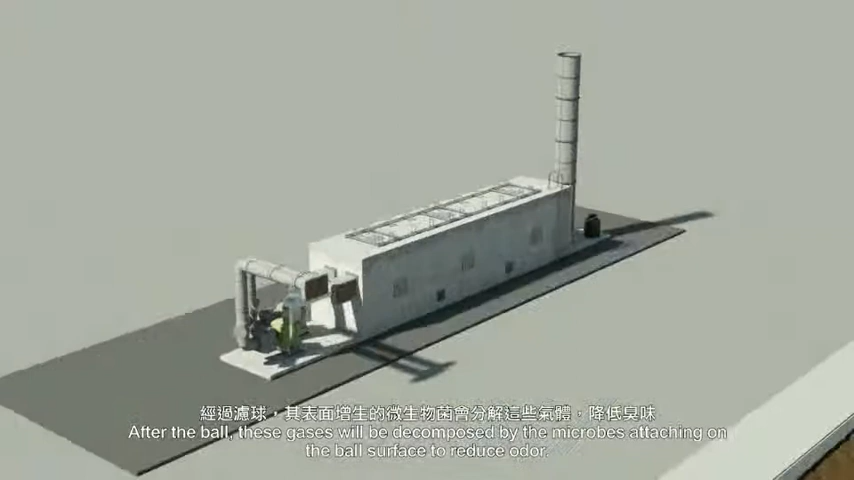 經過濾球，其表面增生的微生物菌會分解這些氣體，降低臭味
After the ball, these gases will be decomposed by the microbes attaching on
the ball surface to reduce odor.